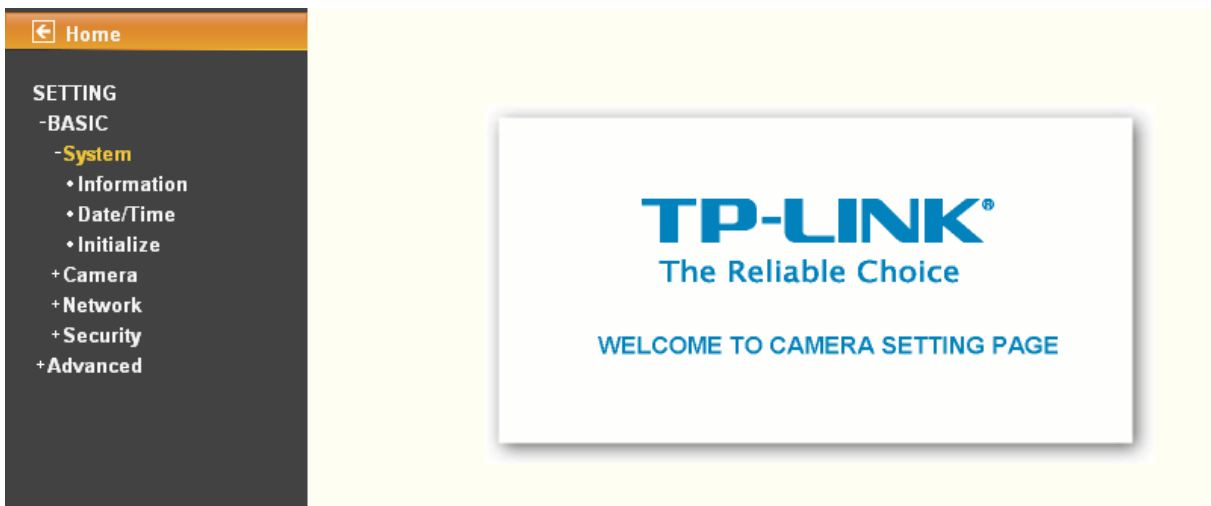 Home
SETTING
-BASIC
-System
•Information
•Date/Time
•Initialize
+Camera
+Network
+Security
+Advanced
TP-LINK®
The Reliable Choice
WELCOME TO CAMERA SETTING PAGE